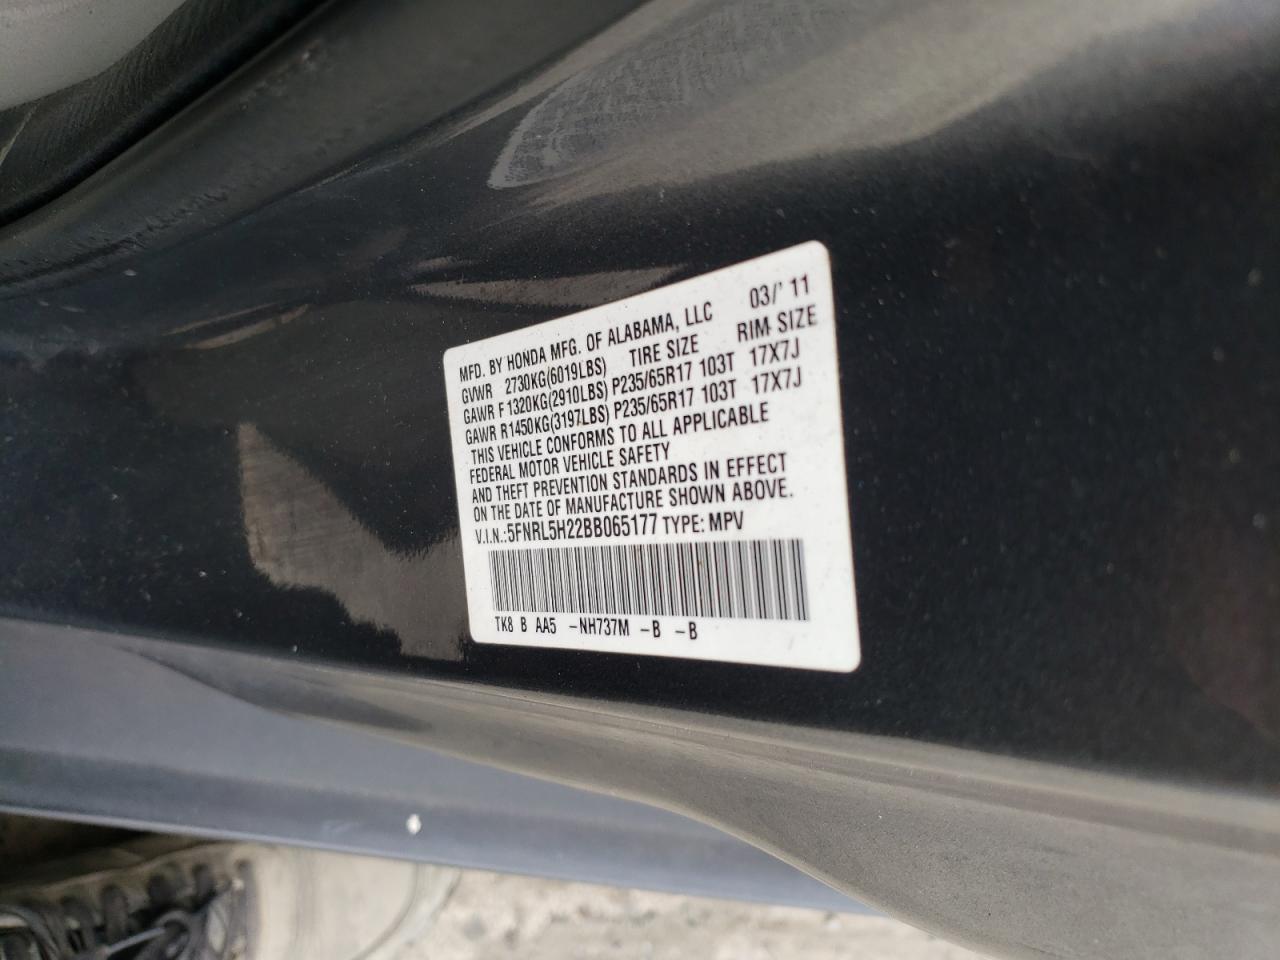 MFD. BY HONDA MFG. OF ALABAMA, LLC 03/' 11
GVWR 2730KG(6019LBS) TIRE SIZE RIM SIZE
GAWR F 1320KG(2910LBS) P235/65R17 103T 17X7J
GAWR R1450KG(3197LBS) P235/65R17 103T 17X7J
THIS VEHICLE CONFORMS TO ALL APPLICABLE
FEDERAL MOTOR VEHICLE SAFETY
AND THEFT PREVENTION STANDARDS IN EFFECT
ON THE DATE OF MANUFACTURE SHOWN ABOVE.
V.I.N.:5FNRL5H22BB065177 TYPE: MPV
TK8 B AA5 -NH737M -B -B